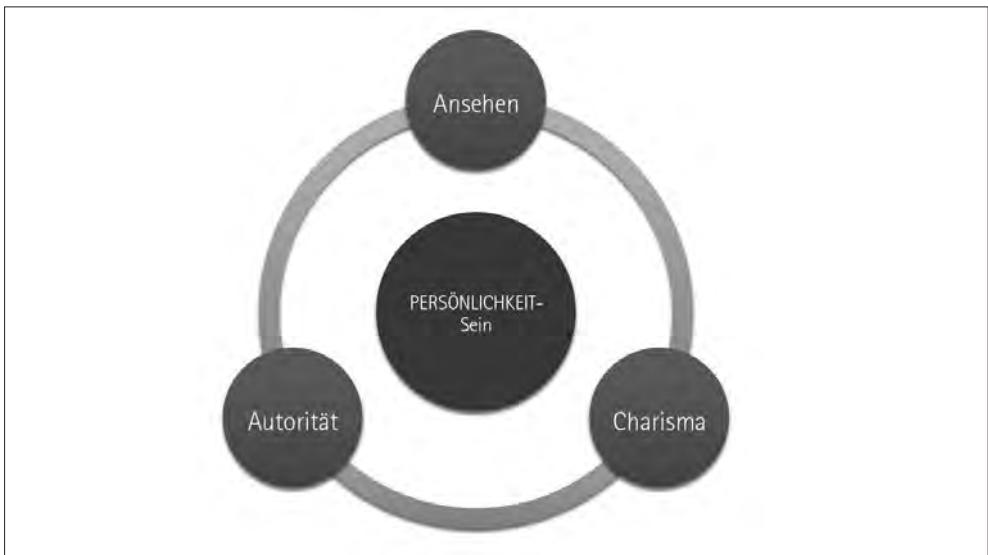 Ansehen
PERSÖNLICHKEIT-
Sein
Autorität
Charisma